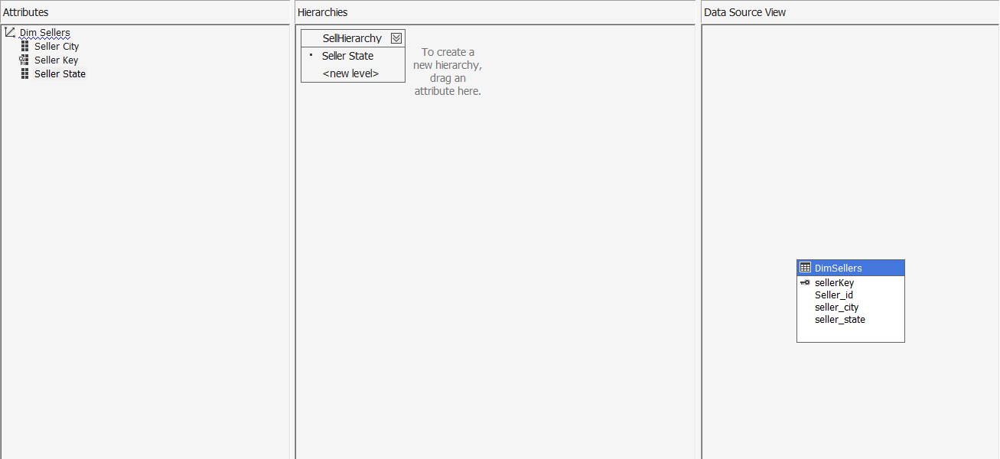 Attributes
Dim Sellers
Seller City
Seller Key
Seller State
Hierarchies
SellHierarchy
Seller State
<new level>
To create a
new hierarchy,
drag an
attribute here.
Data Source View
DimSellers
sellerKey
Seller_id
seller_city
seller_state